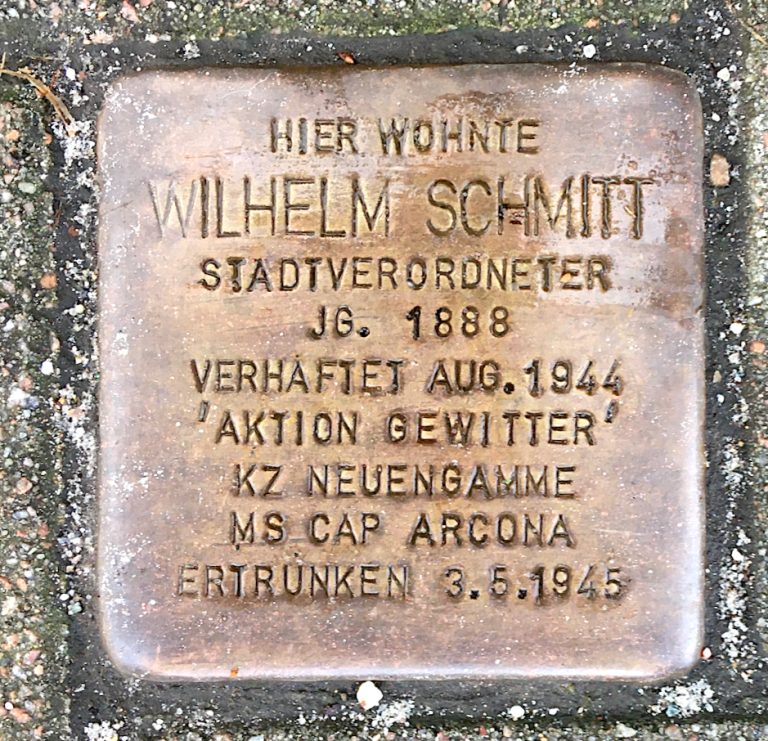 HIER WOHNTE
WILHELM SCHMITT
STADTVERORDNETER
JG. 1888
VERHAFTET AUG. 1944
'AKTION GEWITTER'
KZ NEUENGAMME
MS CAP ARCONA
ERTRUNKEN 3.5.1945